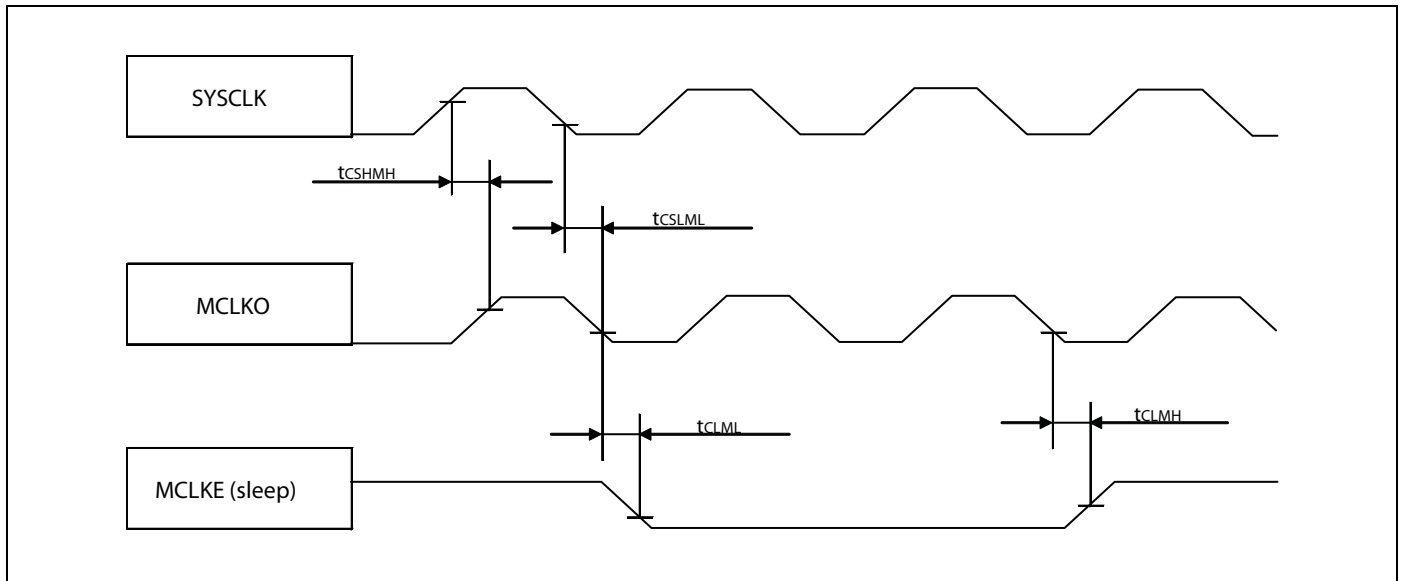 SYSCLK
tCSHMH
tCSLML
MCLKO
tCLML
tCLMH
MCLKE (sleep)